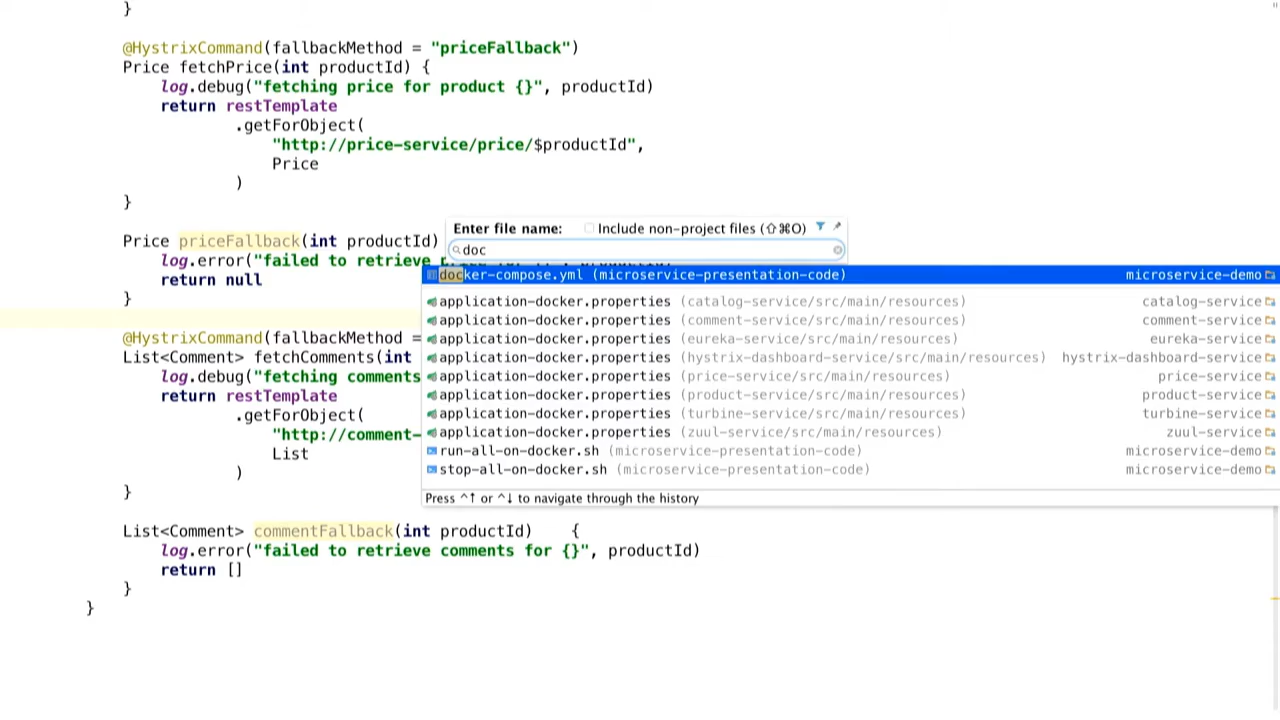 }
@HystrixCommand(fallbackMethod = "priceFallback")
Price fetchPrice(int productId) {
log.debug("fetching price for product {}", productId)
return restTemplate
.getForObject(
"http://price-service/price/$productId",
Price
)
}
Price priceFallback(int productId)
log.error("failed to retrieve
return null
}
@HystrixCommand(fallbackMethod =
List<Comment> fetchComments(int
log.debug("fetching comments
return restTemplate
.getForObject(
"http://comment-
List
)
}
List<Comment> commentFallback(int productId) {
log.error("failed to retrieve comments for {}", productId)
return []
}
}
Enter file name: Include non-project files (⇧⌘O)
doc
docker-compose.yml (microservice-presentation-code) microservice-demo
application-docker.properties (catalog-service/src/main/resources) catalog-service
application-docker.properties (comment-service/src/main/resources) comment-service
application-docker.properties (eureka-service/src/main/resources) eureka-service
application-docker.properties (hystrix-dashboard-service/src/main/resources) hystrix-dashboard-service
application-docker.properties (price-service/src/main/resources) price-service
application-docker.properties (product-service/src/main/resources) product-service
application-docker.properties (turbine-service/src/main/resources) turbine-service
application-docker.properties (zuul-service/src/main/resources) zuul-service
run-all-on-docker.sh (microservice-presentation-code) microservice-demo
stop-all-on-docker.sh (microservice-presentation-code) microservice-demo
Press ^↑ or ^↓ to navigate through the history